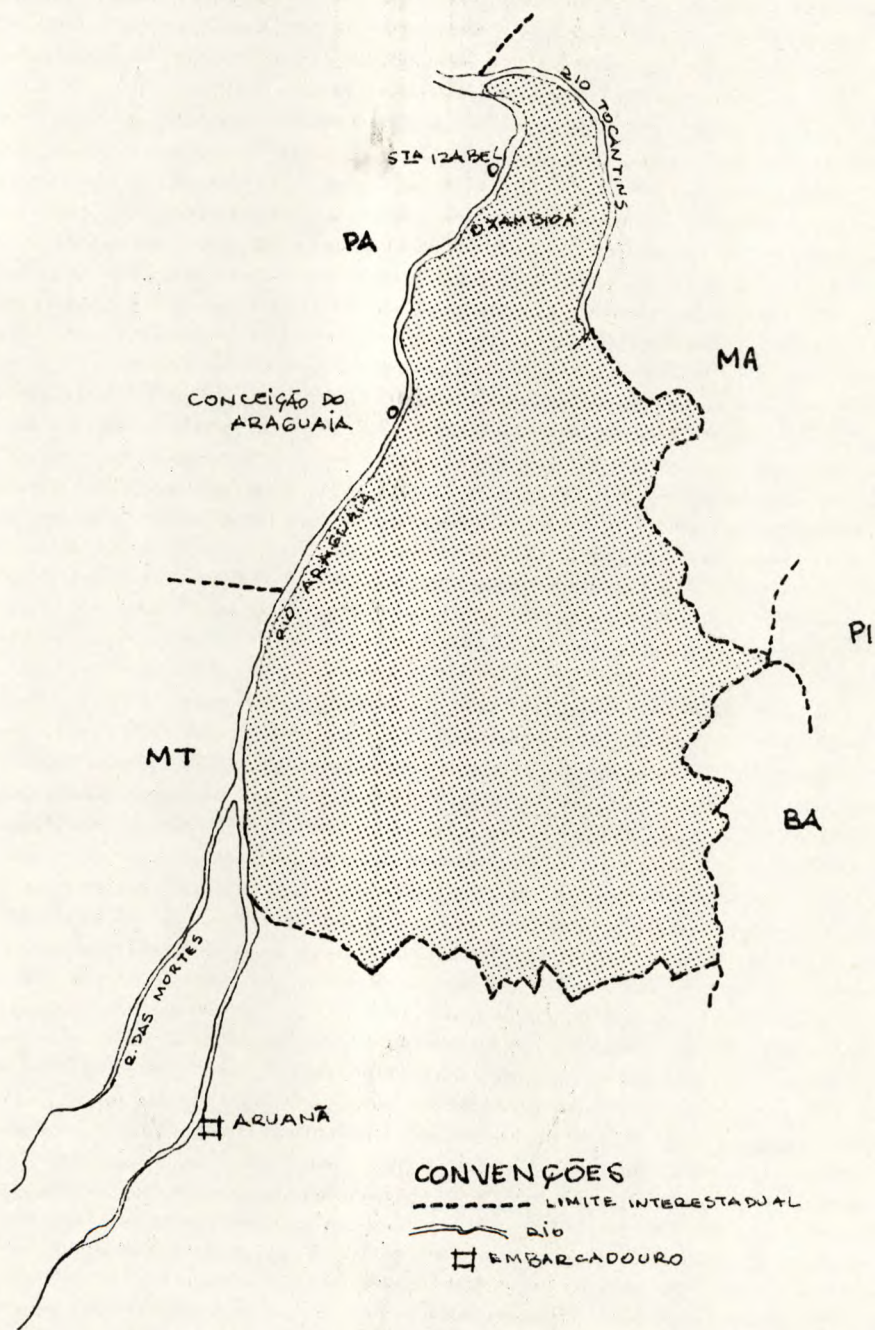 RIO TOCANTINS
STA IZABEL
XAMBIOÁ
PA
MA
CONCEIÇÃO DO
ARAGUAIA
RIO ARAGUAIA
PI
MT
BA
R. DAS MORTES
ARUANÃ
CONVENÇÕES
LIMITE INTERESTADUAL
RIO
EMBARCADOURO